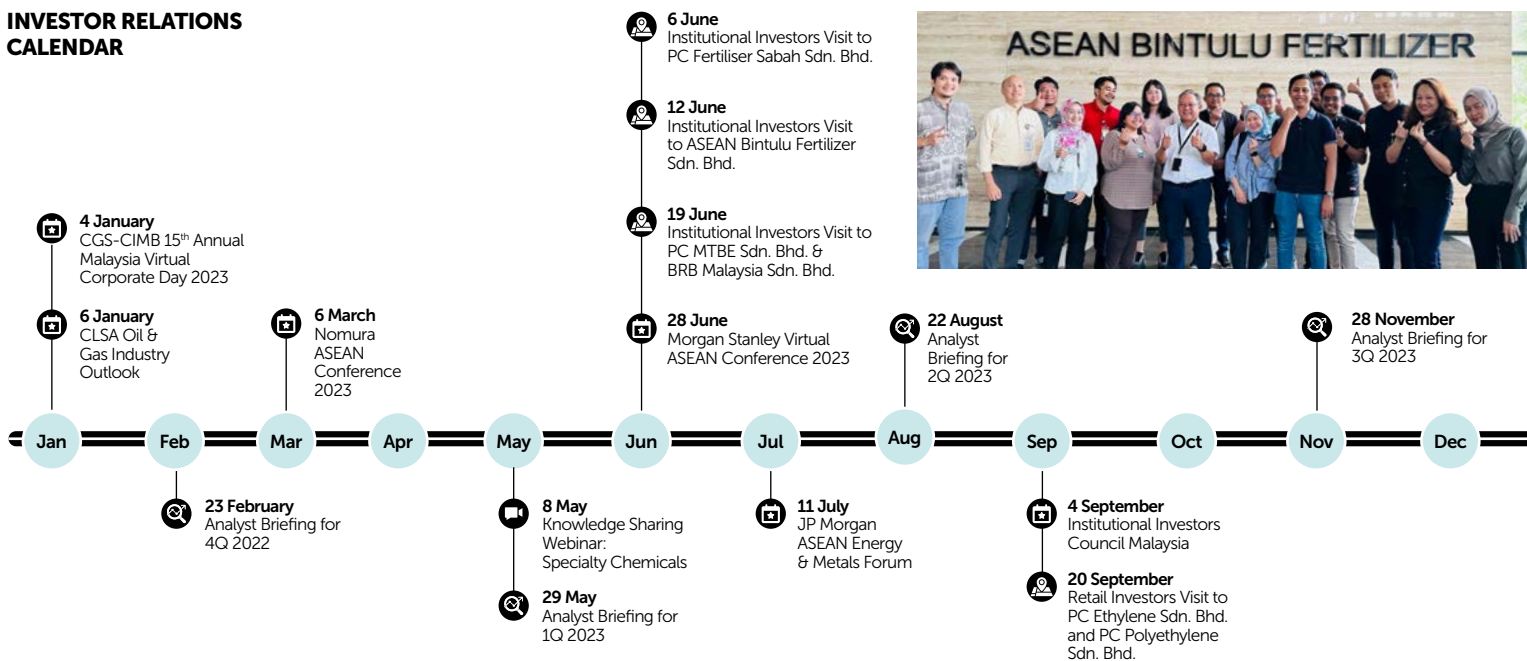 INVESTOR RELATIONS
CALENDAR
ASEAN BINTULU FERTILIZER
4 January
CGS-CIMB 15th Annual
Malaysia Virtual
Corporate Day 2023
6 January
CLSA Oil &
Gas Industry
Outlook
6 March
Nomura
ASEAN
Conference
2023
6 June
Institutional Investors Visit to
PC Fertiliser Sabah Sdn. Bhd.
12 June
Institutional Investors Visit
to ASEAN Bintulu Fertilizer
Sdn. Bhd.
19 June
Institutional Investors Visit to
PC MTBE Sdn. Bhd. &
BRB Malaysia Sdn. Bhd.
28 June
Morgan Stanley Virtual
ASEAN Conference 2023
22 August
Analyst
Briefing for
2Q 2023
28 November
Analyst Briefing for
3Q 2023
Jan
Feb
Mar
Apr
May
Jun
Jul
Aug
Sep
Oct
Nov
Dec
23 February
Analyst Briefing for
4Q 2022
8 May
Knowledge Sharing
Webinar:
Specialty Chemicals
29 May
Analyst Briefing for
1Q 2023
11 July
JP Morgan
ASEAN Energy
& Metals Forum
4 September
Institutional Investors
Council Malaysia
20 September
Retail Investors Visit to
PC Ethylene Sdn. Bhd.
and PC Polyethylene
Sdn. Bhd.